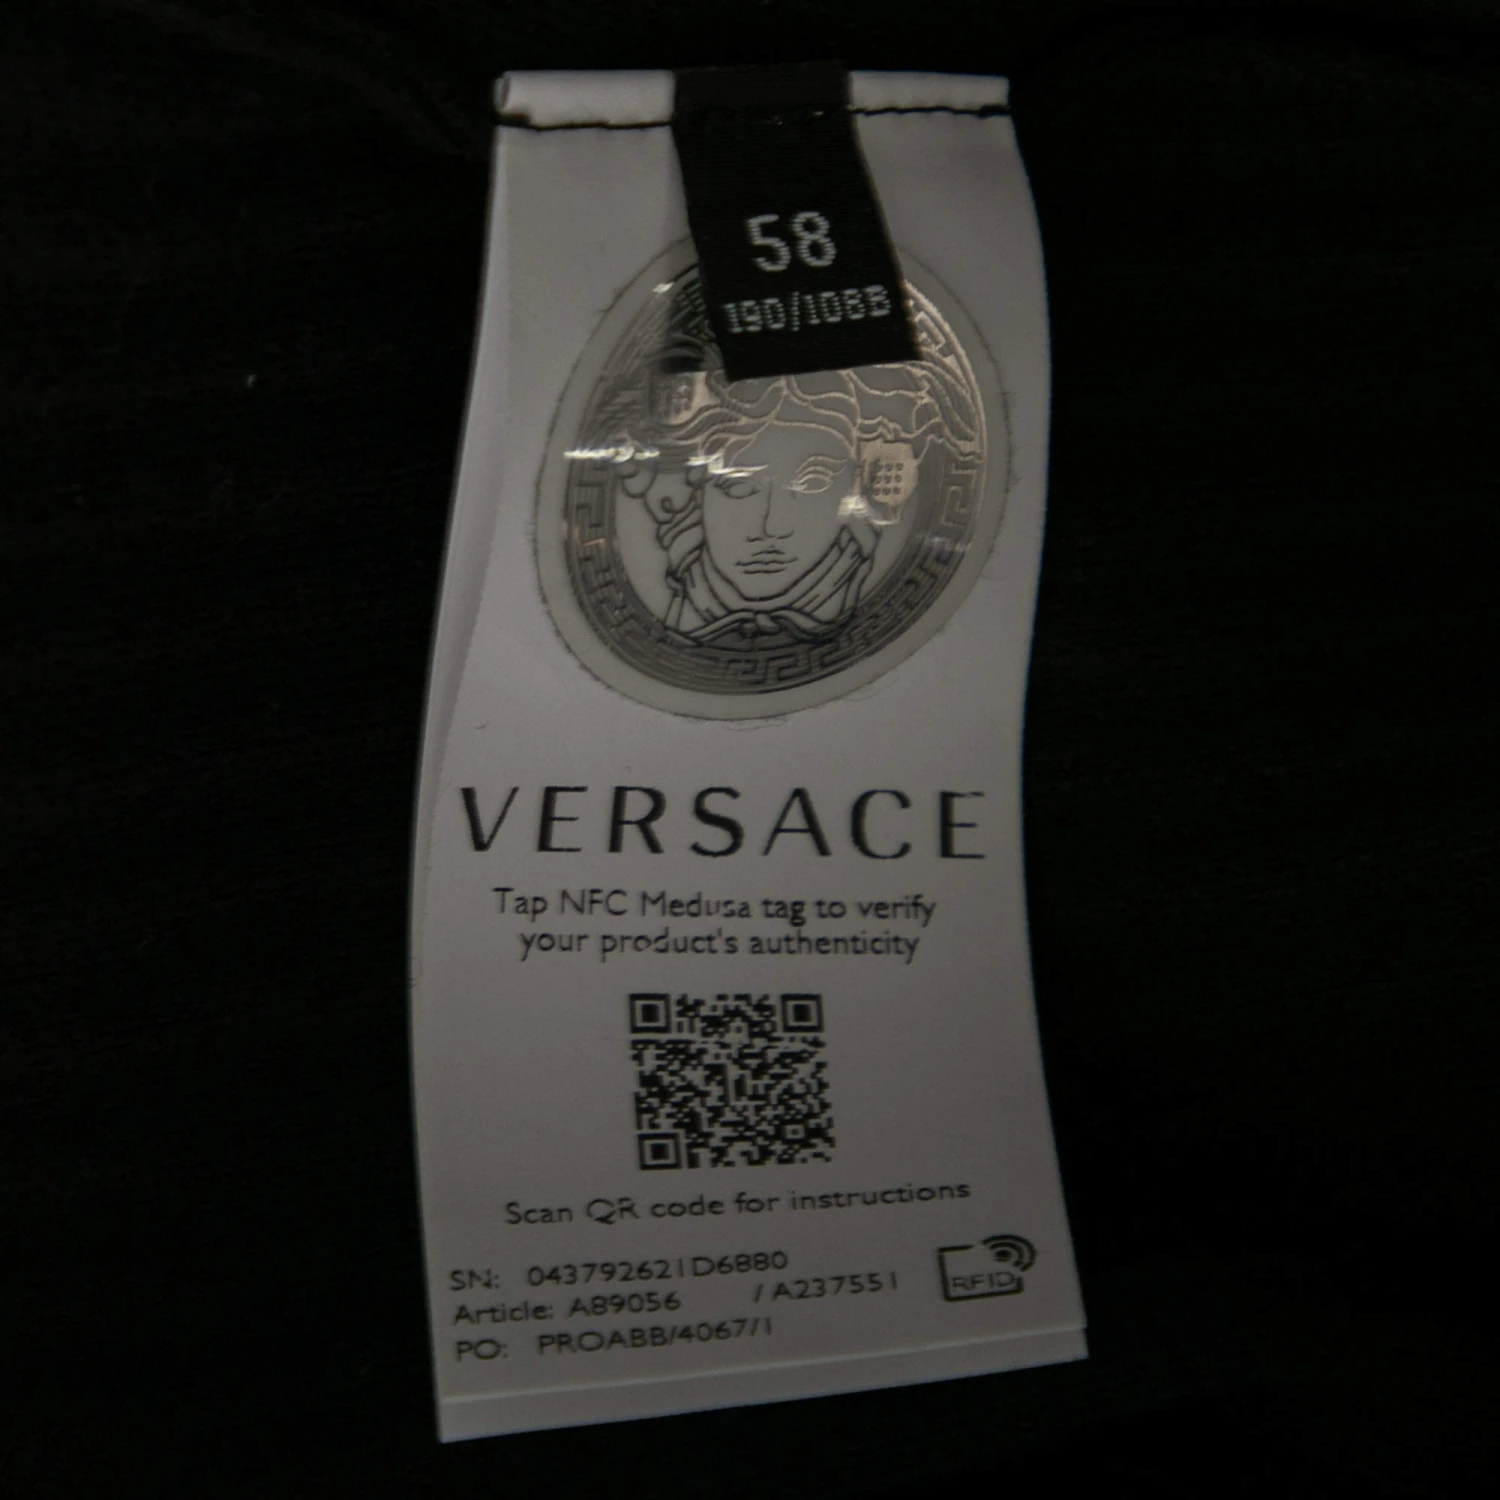 58
190/108B
VERSACE
Tap NFC Medusa tag to verify
your product's authenticity
Scan QR code for instructions
SN: 043792621D6880
Article: A89056 / A237551
PO: PROABB/4067/1
RFID